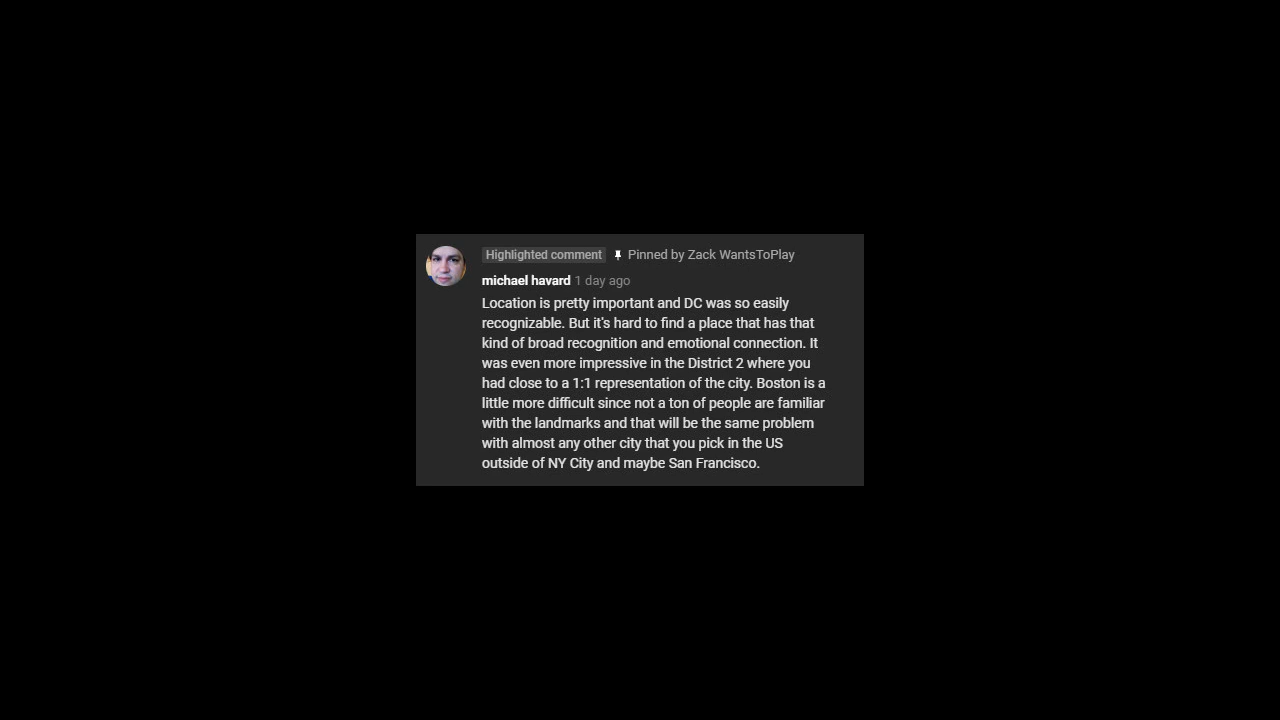 Highlighted comment Pinned by Zack WantsToPlay
michael havard 1 day ago
Location is pretty important and DC was so easily
recognizable. But it's hard to find a place that has that
kind of broad recognition and emotional connection. It
was even more impressive in the District 2 where you
had close to a 1:1 representation of the city. Boston is a
little more difficult since not a ton of people are familiar
with the landmarks and that will be the same problem
with almost any other city that you pick in the US
outside of NY City and maybe San Francisco.